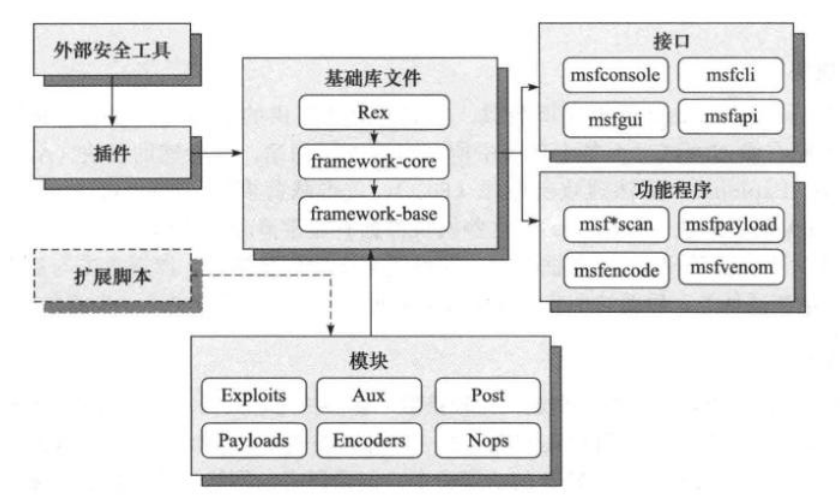 外部安全工具
插件
扩展脚本
基础库文件
Rex
framework-core
framework-base
接口
msfconsole
msfcli
msfgui
msfapi
功能程序
msf*scan
msfpayload
msfencode
msfvenom
模块
Exploits
Aux
Post
Payloads
Encoders
Nops